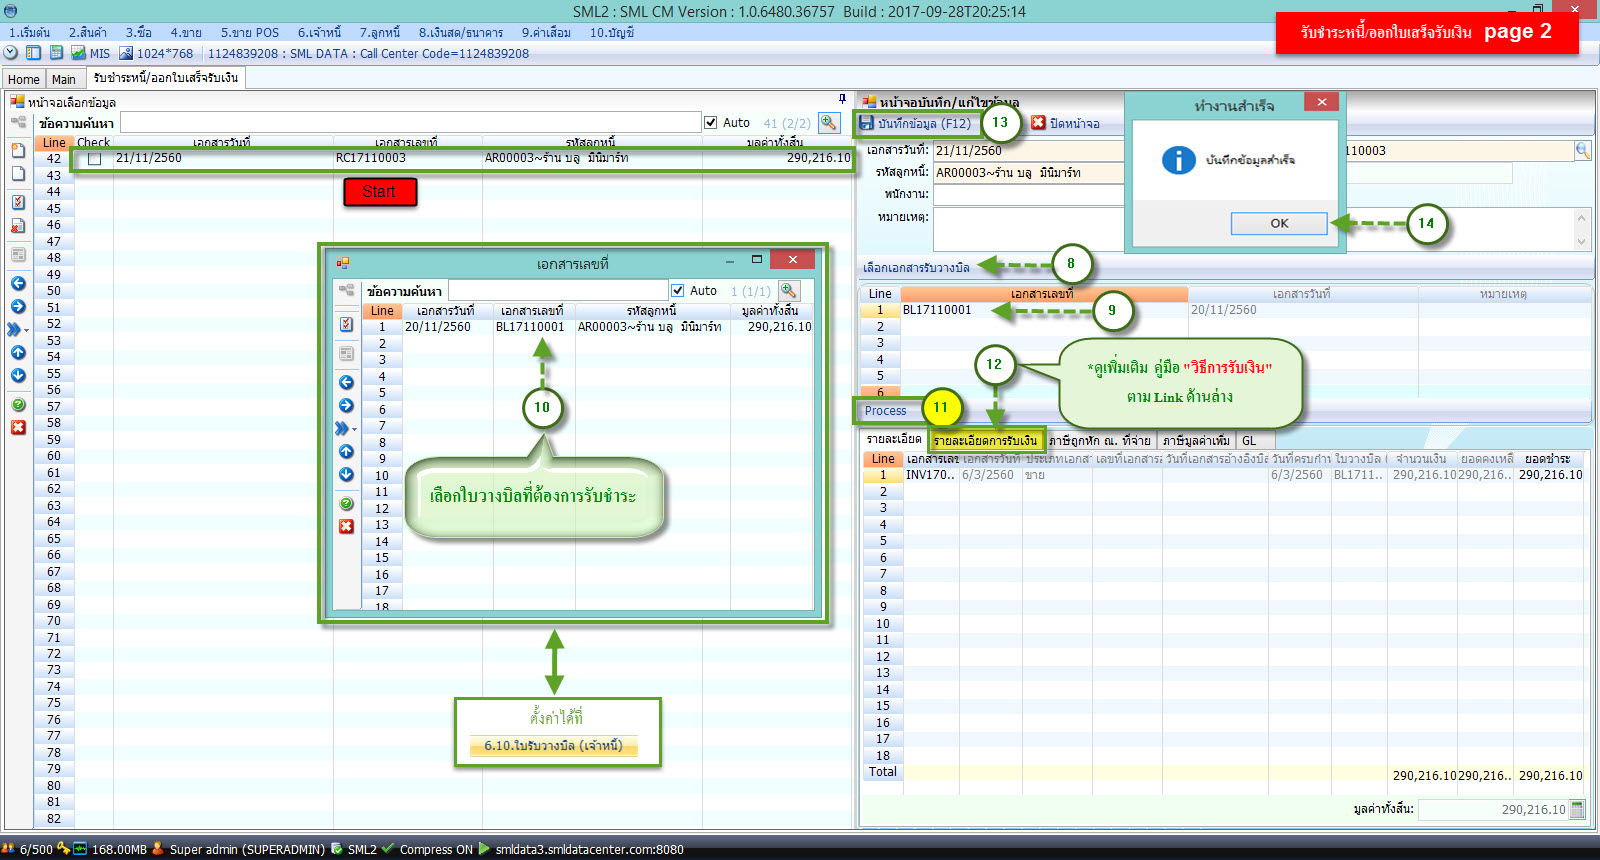 SML2 : SML CM Version : 1.0.6480.36757  Build : 2017-09-28T20:25:14
รับชำระหนี้/ออกใบเสร็จรับเงิน page 2
1.เริ่มต้น 2.สินค้า 3.ซื้อ 4.ขาย 5.ขาย POS 6.เจ้าหนี้ 7.ลูกหนี้ 8.เงินสด/ธนาคาร 9.ค่าเสื่อม 10.บัญชี
MIS 1024*768 1124839208 : SML DATA : Call Center Code=1124839208
Home Main รับชำระหนี้/ออกใบเสร็จรับเงิน
หน้าจอเลือกข้อมูล
ข้อความค้นหา Auto 41 (2/2)
Line Check เอกสารวันที่ เอกสารเลขที่ รหัสลูกหนี้ มูลค่าทั้งสิ้น
42 21/11/2560 RC17110003 AR00003~ร้าน บลู มินิมาร์ท 290,216.10
43
44
45
46
47
48
49
50
51
52
53
54
55
56
57
58
59
60
61
62
63
64
65
66
67
68
69
70
71
72
73
74
75
76
77
78
79
80
81
82
Start
เอกสารเลขที่
ข้อความค้นหา Auto 1 (1/1)
Line เอกสารวันที่ เอกสารเลขที่ รหัสลูกหนี้ มูลค่าทั้งสิ้น
1 20/11/2560 BL17110001 AR00003~ร้าน บลู มินิมาร์ท 290,216.10
2
3
4
5
6
7
8
9
10
11
12
13
14
15
16
17
18
10
เลือกใบวางบิลที่ต้องการรับชำระ
ตั้งค่าได้ที่
6.10.ใบรับวางบิล (เจ้าหนี้)
หน้าจอบันทึก/แก้ไขข้อมูล
บันทึกข้อมูล (F12) 13 ปิดหน้าจอ
เอกสารวันที่: 21/11/2560 110003
รหัสลูกหนี้: AR00003~ร้าน บลู มินิมาร์ท
พนักงาน:
หมายเหตุ:
ทำงานสำเร็จ
บันทึกข้อมูลสำเร็จ
OK
14
เลือกเอกสารรับวางบิล 8
Line เอกสารเลขที่ เอกสารวันที่ หมายเหตุ
1 BL17110001 20/11/2560
2
3
4
5
6
9
12
*ดูเพิ่มเติม คู่มือ "วิธีการรับเงิน"
ตาม Link ด้านล่าง
Process 11
รายละเอียด รายละเอียดการรับเงิน ภาษีถูกหัก ณ. ที่จ่าย ภาษีมูลค่าเพิ่ม GL
Line เอกสารเลข เอกสารวันที่ ประเภทเอกส เลขที่เอกสาร วันที่เอกสารอ้างอิงบิล วันที่ครบกำ ใบวางบิล ( จำนวนเงิน ยอดคงเหลื ยอดชำระ
1 INV170.. 6/3/2560 ขาย 6/3/2560 BL1711.. 290,216.10 290,216.. 290,216.10
2
3
4
5
6
7
8
9
10
11
12
13
14
15
16
17
18
Total 290,216.10 290,216.. 290,216.10
มูลค่าทั้งสิ้น: 290,216.10
6/500 168.00MB Super admin (SUPERADMIN) SML2 Compress ON smldata3.smldatacenter.com:8080